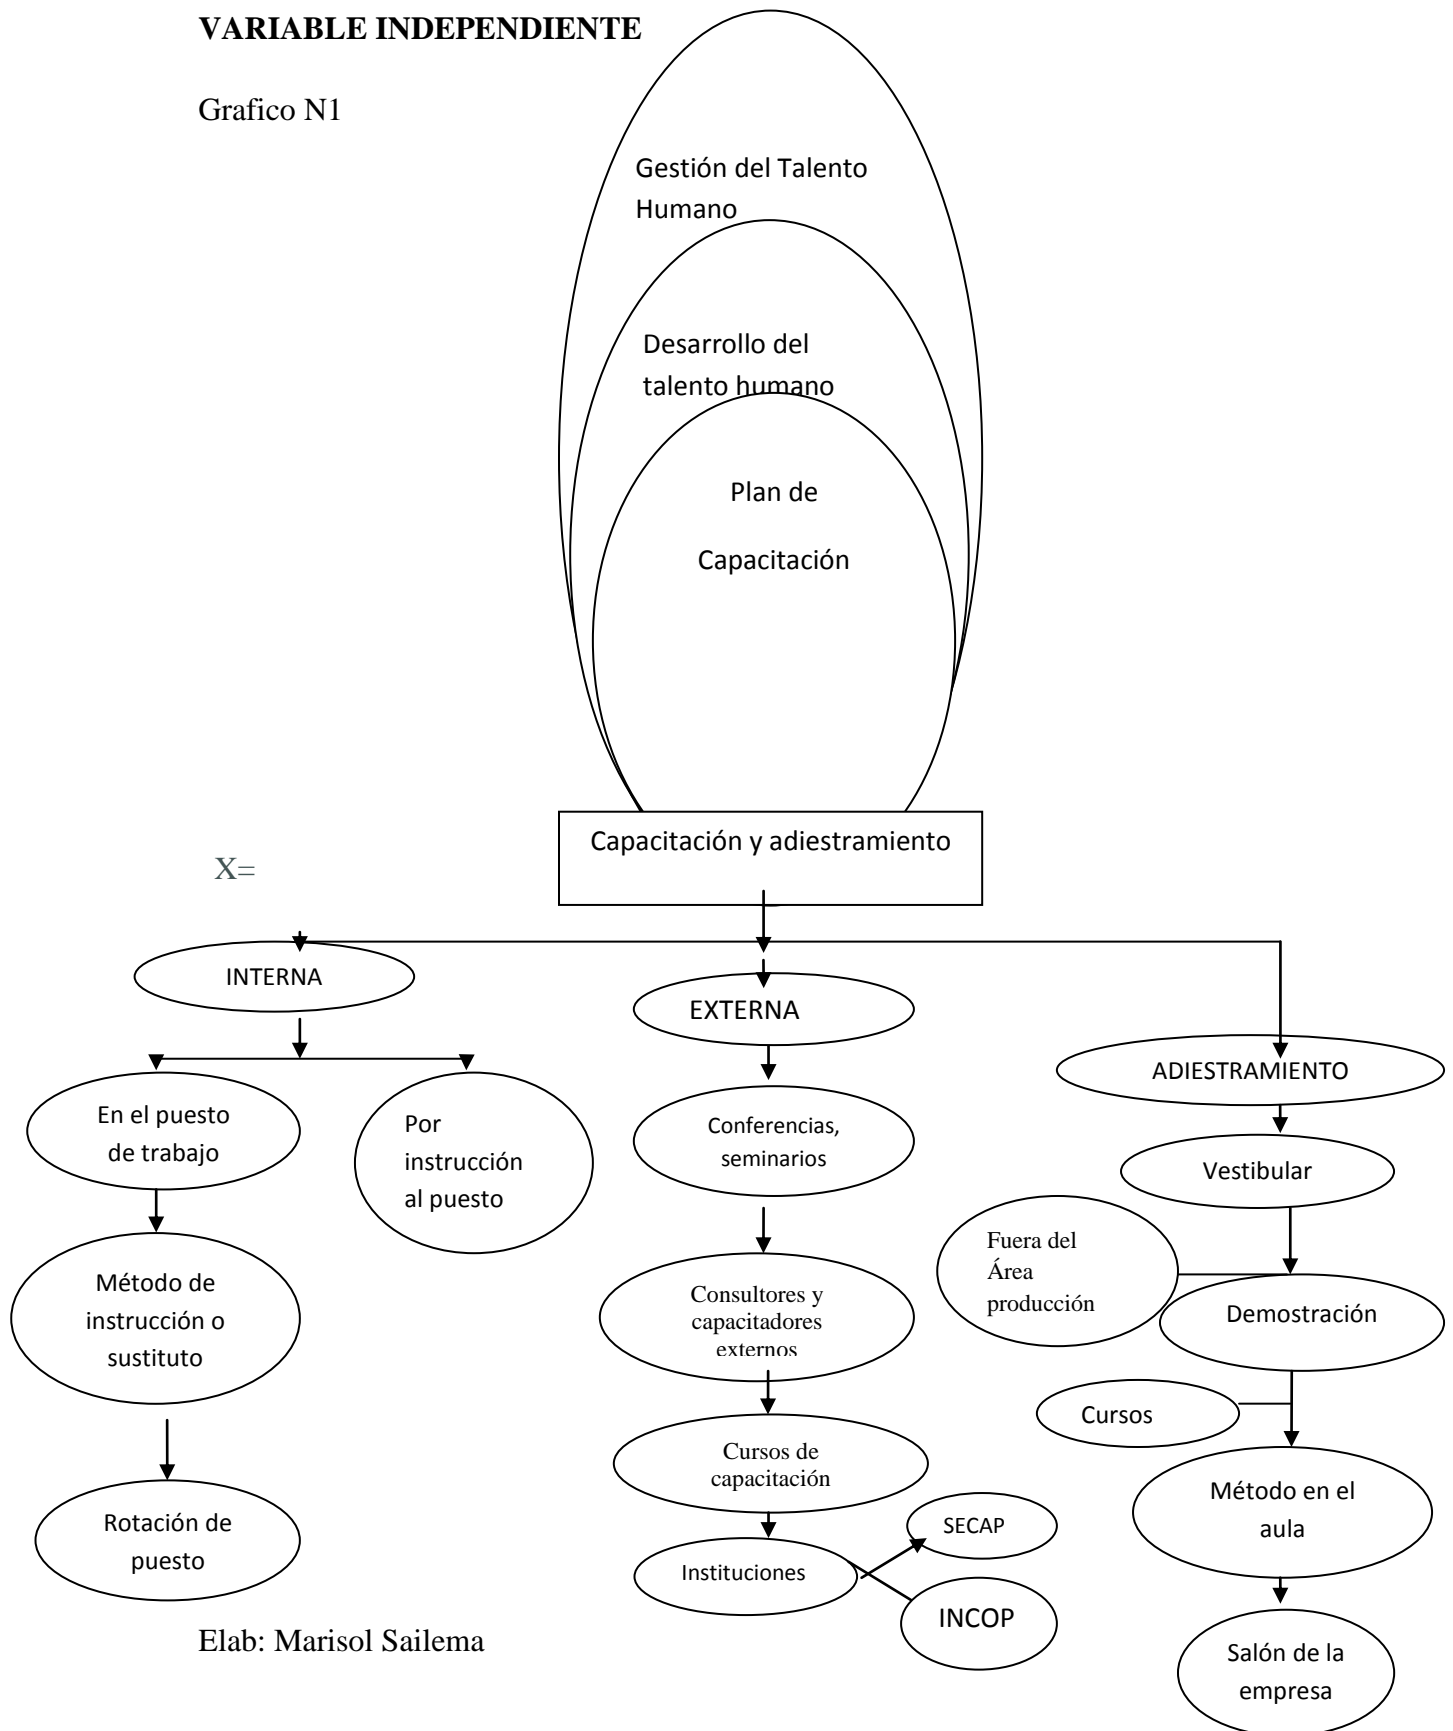 VARIABLE INDEPENDIENTE
Grafico N1
Gestión del Talento
Humano
Desarrollo del
talento humano
Plan de
Capacitación
Capacitación y adiestramiento
X=
INTERNA
EXTERNA
ADIESTRAMIENTO
En el puesto
de trabajo
Por
instrucción
al puesto
Conferencias,
seminarios
Vestibular
Fuera del
Área
producción
Método de
instrucción o
sustituto
Consultores y
capacitadores
externos
Demostración
Cursos
Cursos de
capacitación
Método en el
aula
Rotación de
puesto
SECAP
Instituciones
INCOP
Salón de la
empresa
Elab: Marisol Sailema